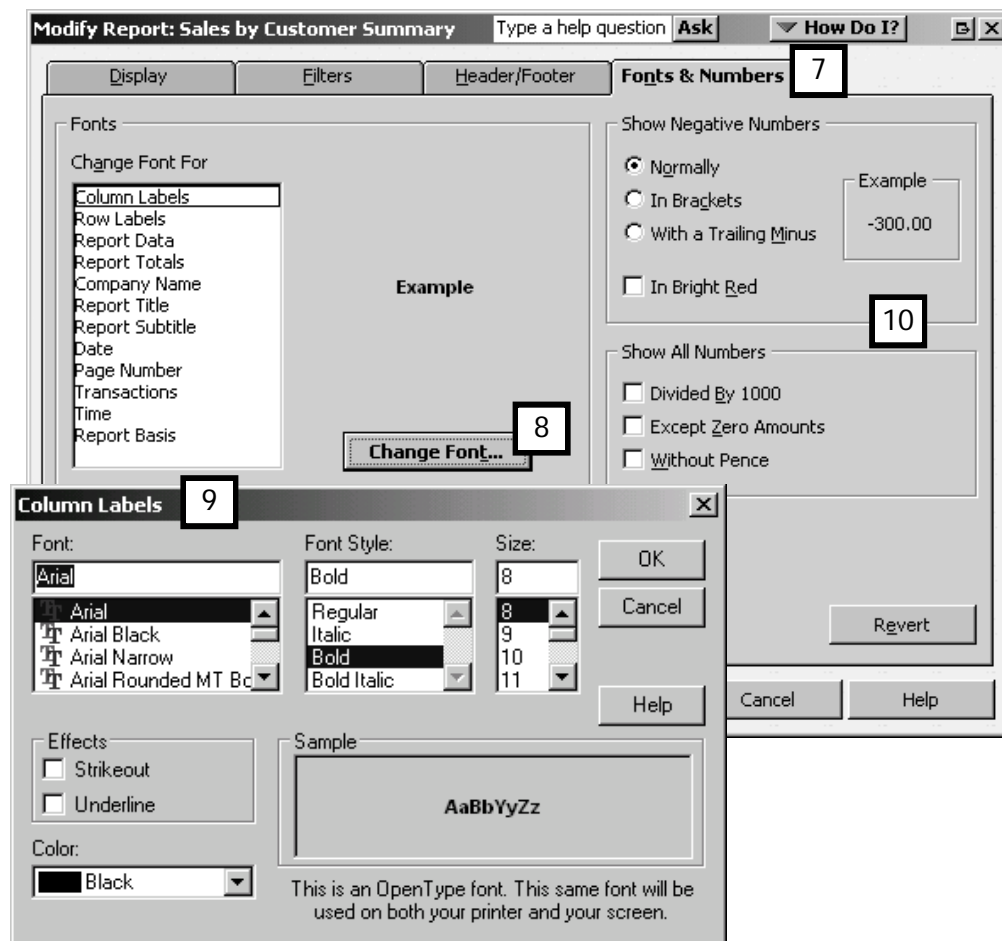 Modify Report: Sales by Customer Summary
Type a help question
Ask
How Do I?
Display
Filters
Header/Footer
Fonts & Numbers
7
Fonts
Change Font For
Column Labels
Row Labels
Report Data
Report Totals
Company Name
Report Title
Report Subtitle
Date
Page Number
Transactions
Time
Report Basis
Example
Change Font...
8
Show Negative Numbers
Normally
In Brackets
With a Trailing Minus
In Bright Red
Example
-300.00
10
Show All Numbers
Divided By 1000
Except Zero Amounts
Without Pence
Revert
Cancel
Help
Column Labels
9
Font:
Arial
Arial
Arial Black
Arial Narrow
Arial Rounded MT Bo
Font Style:
Bold
Regular
Italic
Bold
Bold Italic
Size:
8
8
9
10
11
OK
Cancel
Help
Effects
Strikeout
Underline
Color:
Black
Sample
AaBbYyZz
This is an OpenType font. This same font will be
used on both your printer and your screen.